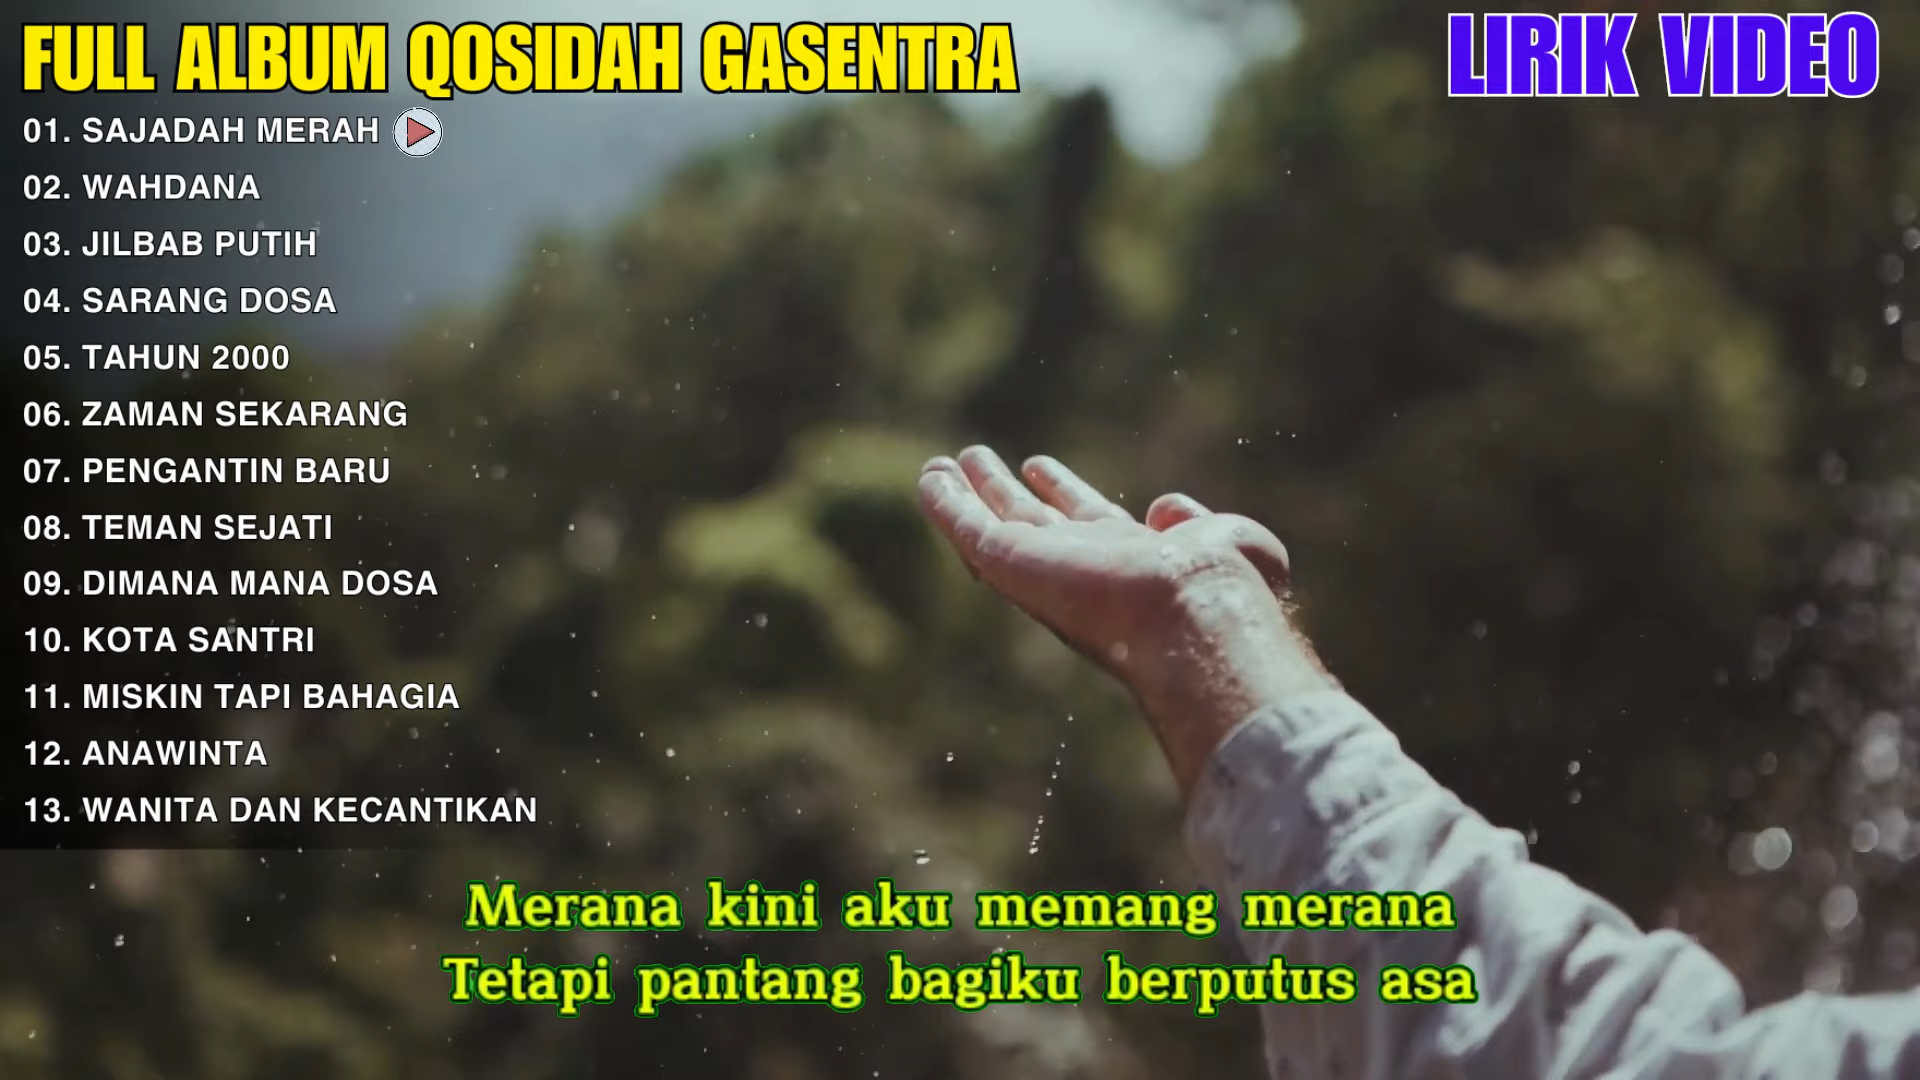 FULL ALBUM QOSIDAH GASENTRA
LIRIK VIDEO
01. SAJADAH MERAH
02. WAHDANA
03. JILBAB PUTIH
04. SARANG DOSA
05. TAHUN 2000
06. ZAMAN SEKARANG
07. PENGANTIN BARU
08. TEMAN SEJATI
09. DIMANA MANA DOSA
10. KOTA SANTRI
11. MISKIN TAPI BAHAGIA
12. ANAWINTA
13. WANITA DAN KECANTIKAN
Merana kini aku memang merana
Tetapi pantang bagiku berputus asa